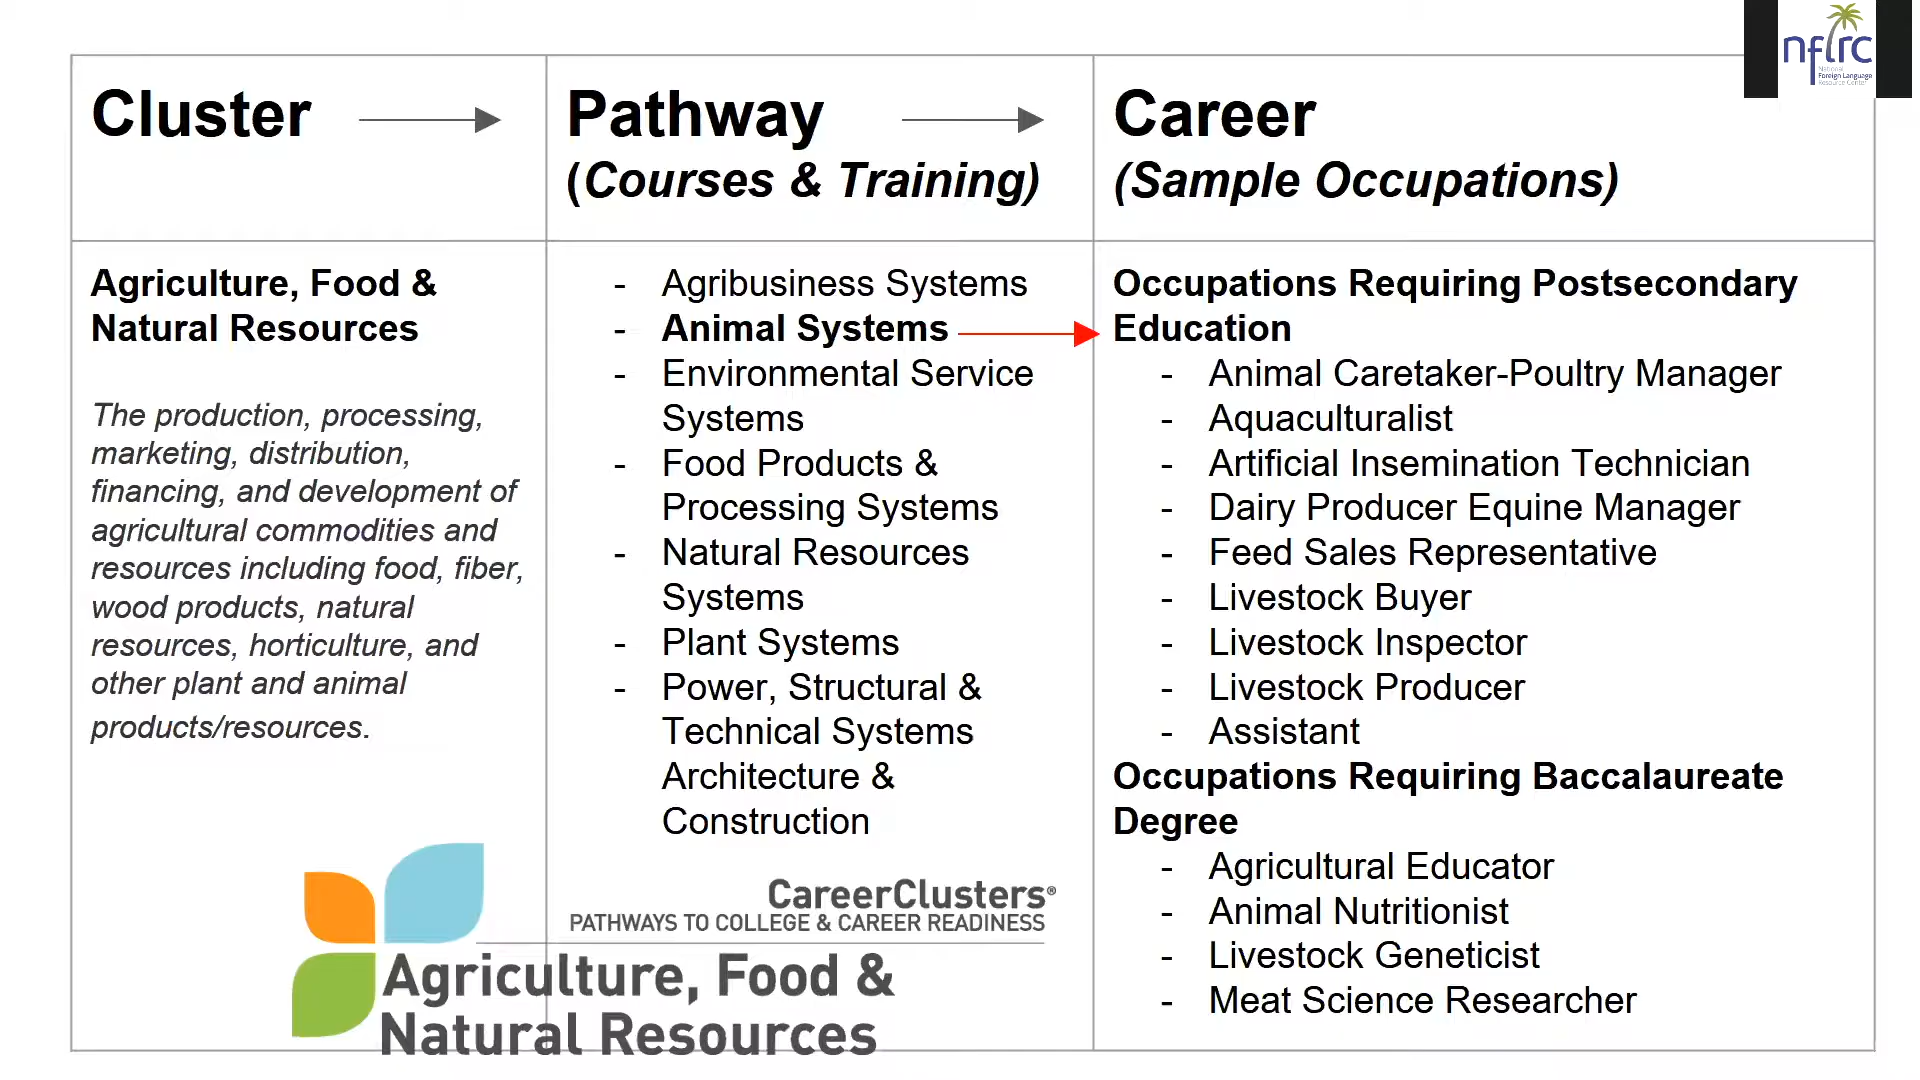 nflrc
National
Foreign Language
Resource Center
Cluster
Pathway
(Courses & Training)
Career
(Sample Occupations)
Agriculture, Food &
Natural Resources
The production, processing,
marketing, distribution,
financing, and development of
agricultural commodities and
resources including food, fiber,
wood products, natural
resources, horticulture, and
other plant and animal
products/resources.
- Agribusiness Systems
- Animal Systems
- Environmental Service
Systems
- Food Products &
Processing Systems
- Natural Resources
Systems
- Plant Systems
- Power, Structural &
Technical Systems
Architecture &
Construction
Occupations Requiring Postsecondary
Education
- Animal Caretaker-Poultry Manager
- Aquaculturalist
- Artificial Insemination Technician
- Dairy Producer Equine Manager
- Feed Sales Representative
- Livestock Buyer
- Livestock Inspector
- Livestock Producer
- Assistant
Occupations Requiring Baccalaureate
Degree
- Agricultural Educator
- Animal Nutritionist
- Livestock Geneticist
- Meat Science Researcher
CareerClusters®
PATHWAYS TO COLLEGE & CAREER READINESS
Agriculture, Food &
Natural Resources